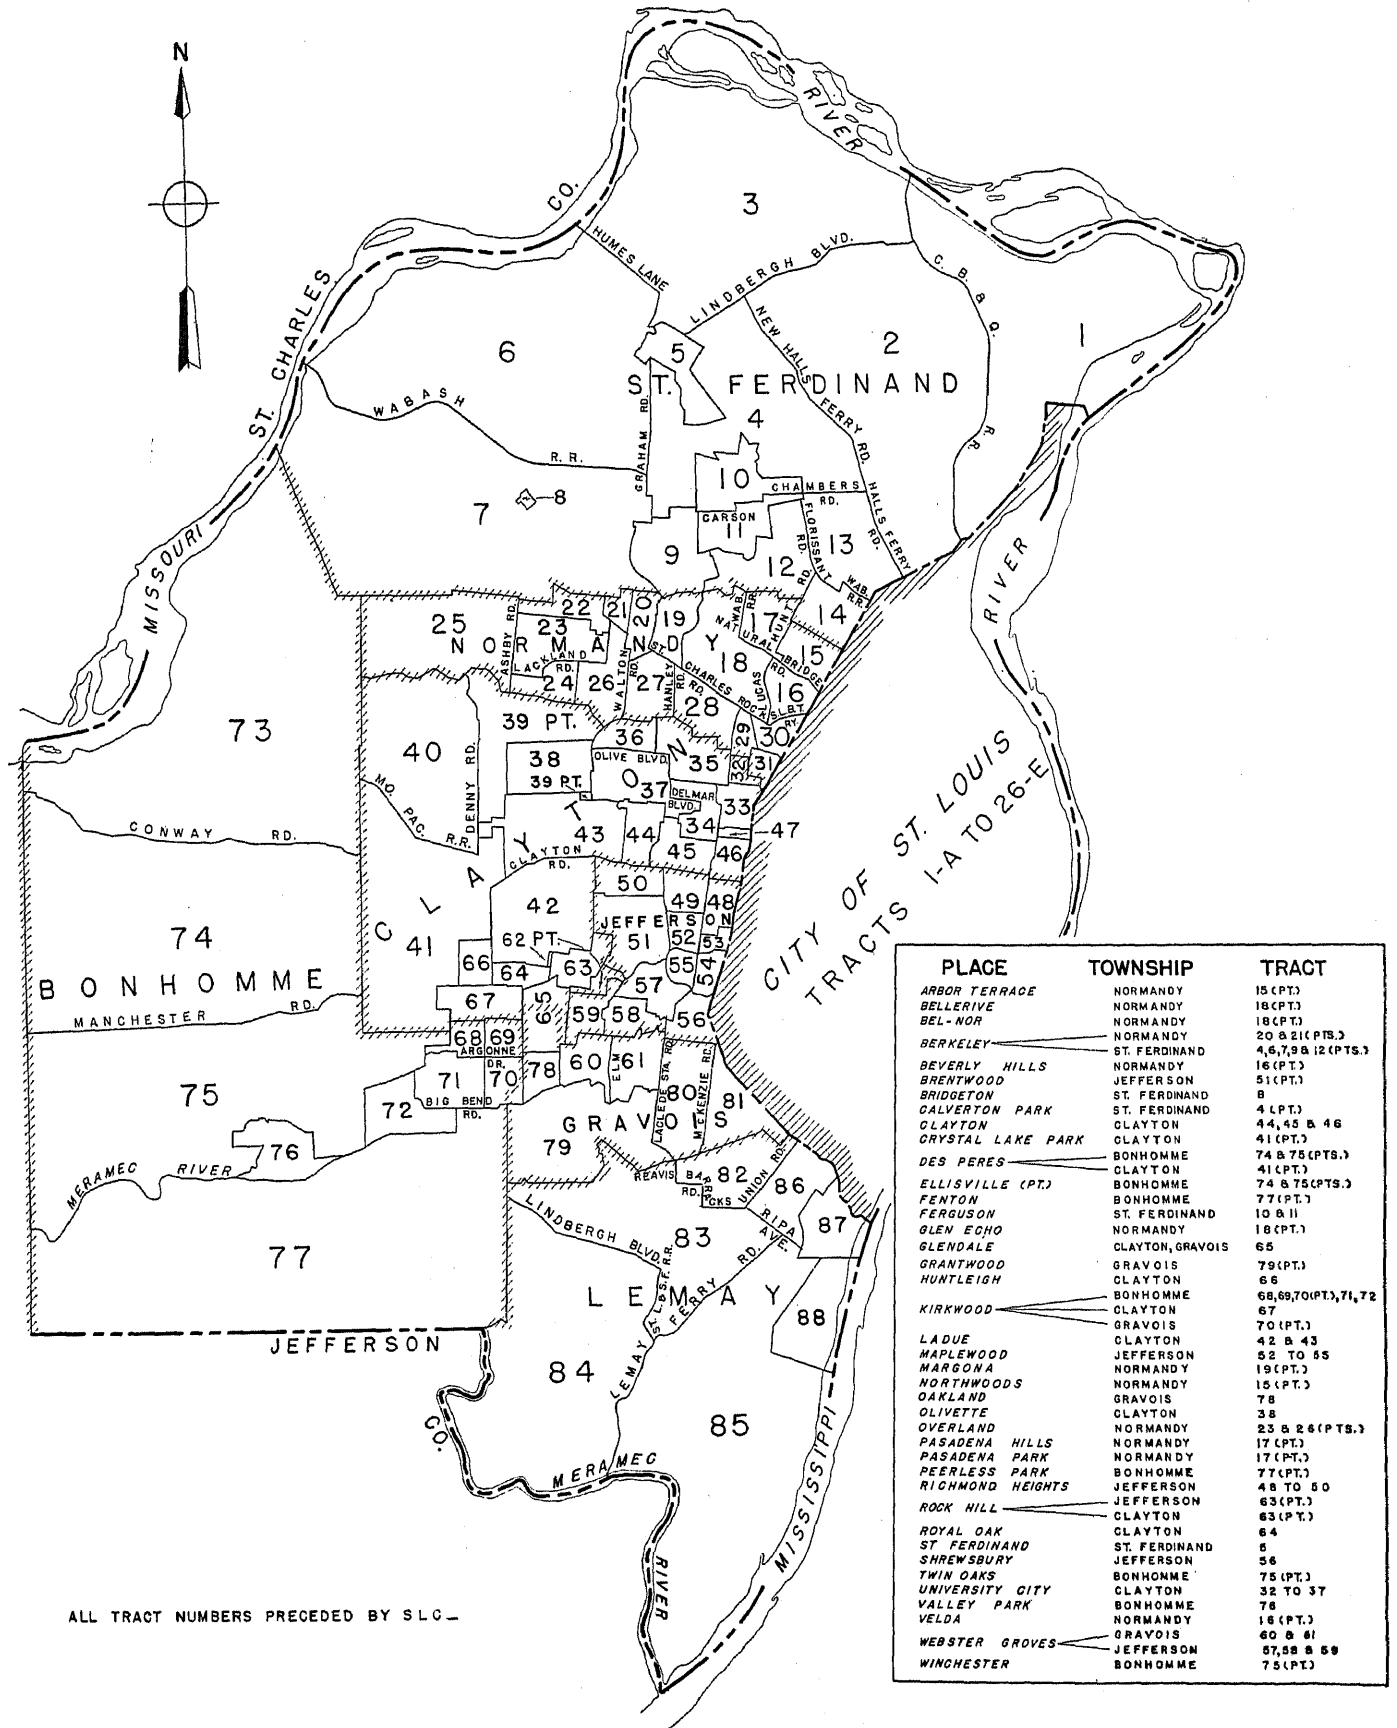 N
RIVER
ST. CHARLES CO.
3
HUMES LANE
LINDBERGH BLVD.
C. B. & Q. R. R.
NEW HALLS FERRY RD.
1
2
6
5
ST. FERDINAND
WABASH R. R.
GRAHAM RD.
4
10
CHAMBERS RD.
HALLS FERRY RD.
7
8
CARSON
11
FLORISSANT RD.
13
9
12
MISSOURI
RIVER
WAB. R.R.
25
22
21
20
19
WAB. R.R.
17
HUNT RD.
14
NORMANDY
ASHBY RD.
23
LACKLAND RD.
NATURAL BRIDGE RD.
18
15
24
26
WALTON RD.
27
HANLEY RD.
ST. CHARLES ROCK RD.
LUCAS
16
28
ST.L.B.T. RY.
73
39 PT.
36
29
30
40
38
OLIVE BLVD.
35
32
31
39 PT.
37
DELMAR BLVD.
33
MO. PAC. R.R.
DENNY RD.
CONWAY RD.
43
44
34
45
47
46
CLAYTON RD.
CITY OF ST. LOUIS
TRACTS 1-A TO 26-E
CLAYTON
50
42
49
48
74
41
62 PT.
JEFFERSON
51
52
53
66
64
63
55
54
BONHOMME
57
67
65
59
58
56
MANCHESTER RD.
68
69
ARGONNE DR.
60
ELM
61
LACLEDE STA. RD.
McKENZIE RD.
75
71
70
78
80
81
72
BIG BEND RD.
GRAVOIS
79
76
MERAMEC RIVER
REAVIS BARRACKS RD.
82
UNION RD.
86
87
LINDBERGH BLVD.
RIPA AVE.
77
83
ST. L. & S.F. R.R.
LEMAY
LEMAY FERRY RD.
88
JEFFERSON CO.
84
85
MERAMEC RIVER
MISSISSIPPI
RIVER
ALL TRACT NUMBERS PRECEDED BY SLC_
PLACE TOWNSHIP TRACT
ARBOR TERRACE NORMANDY 15(PT.)
BELLERIVE NORMANDY 18(PT.)
BEL-NOR NORMANDY 18(PT.)
BERKELEY NORMANDY 20 & 21(PTS.)
ST. FERDINAND 4,6,7,9 & 12(PTS.)
BEVERLY HILLS NORMANDY 16(PT.)
BRENTWOOD JEFFERSON 51(PT.)
BRIDGETON ST. FERDINAND 8
CALVERTON PARK ST. FERDINAND 4(PT.)
CLAYTON CLAYTON 44,45 & 46
CRYSTAL LAKE PARK CLAYTON 41(PT.)
DES PERES BONHOMME 74 & 75(PTS.)
CLAYTON 41(PT.)
ELLISVILLE (PT.) BONHOMME 74 & 75(PTS.)
FENTON BONHOMME 77(PT.)
FERGUSON ST. FERDINAND 10 & 11
GLEN ECHO NORMANDY 18(PT.)
GLENDALE CLAYTON, GRAVOIS 65
GRANTWOOD GRAVOIS 79(PT.)
HUNTLEIGH CLAYTON 66
KIRKWOOD BONHOMME 68,69,70(PT.),71,72
CLAYTON 67
GRAVOIS 70(PT.)
LADUE CLAYTON 42 & 43
MAPLEWOOD JEFFERSON 52 TO 55
MARGONA NORMANDY 19(PT.)
NORTHWOODS NORMANDY 15(PT.)
OAKLAND GRAVOIS 78
OLIVETTE CLAYTON 38
OVERLAND NORMANDY 23 & 26(PTS.)
PASADENA HILLS NORMANDY 17(PT.)
PASADENA PARK NORMANDY 17(PT.)
PEERLESS PARK BONHOMME 77(PT.)
RICHMOND HEIGHTS JEFFERSON 48 TO 50
ROCK HILL JEFFERSON 63(PT.)
CLAYTON 63(PT.)
ROYAL OAK CLAYTON 64
ST FERDINAND ST. FERDINAND 5
SHREWSBURY JEFFERSON 56
TWIN OAKS BONHOMME 75(PT.)
UNIVERSITY CITY CLAYTON 32 TO 37
VALLEY PARK BONHOMME 76
VELDA NORMANDY 16(PT.)
WEBSTER GROVES GRAVOIS 60 & 61
JEFFERSON 57,58 & 59
WINCHESTER BONHOMME 75(PT.)